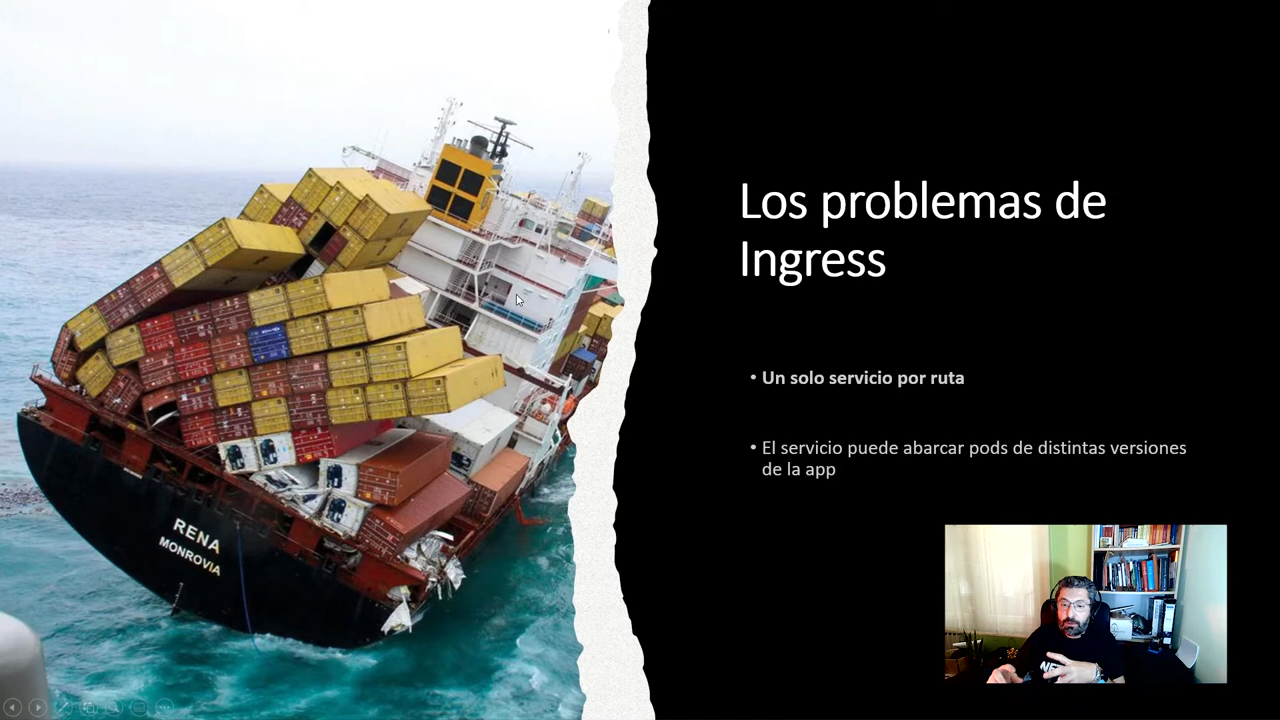 Los problemas de
Ingress
• Un solo servicio por ruta
• El servicio puede abarcar pods de distintas versiones
de la app
RENA
MONROVIA